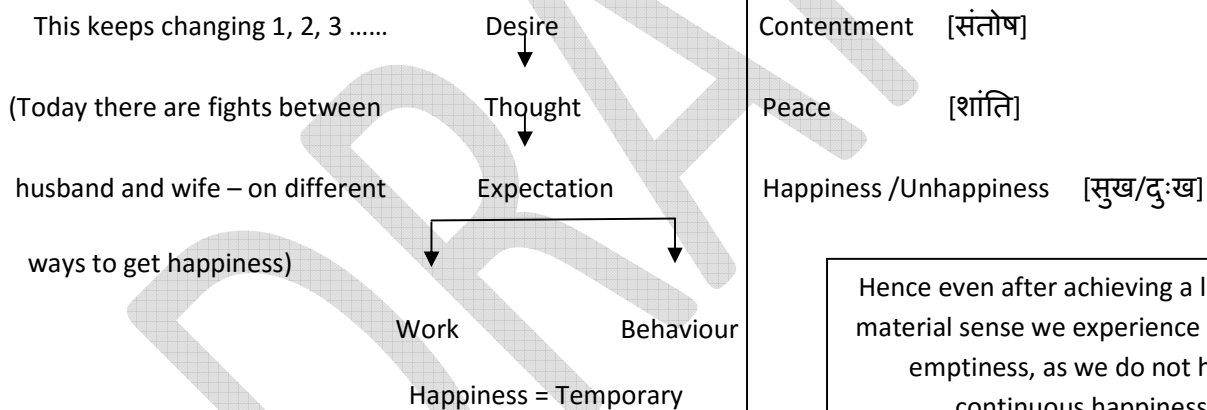 This keeps changing 1, 2, 3 ......
Desire
Contentment [संतोष]
(Today there are fights between
Thought
Peace [शांति]
husband and wife – on different
Expectation
Happiness /Unhappiness [सुख/दुःख]
ways to get happiness)
Hence even after achieving a
material sense we experience
Work
Behaviour
emptiness, as we do not
Happiness = Temporary
continuous happiness
DRA